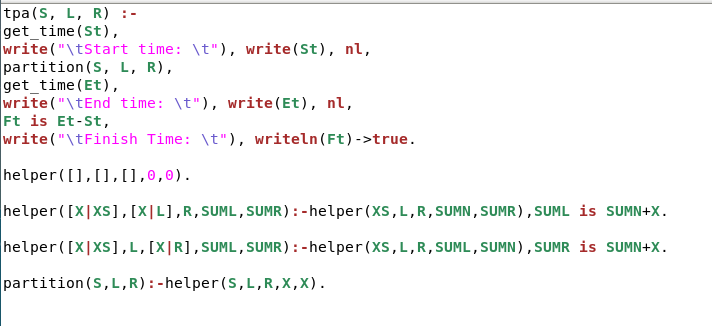 tpa(S, L, R) :-
get_time(St),
write("\tStart time: \t"), write(St), nl,
partition(S, L, R),
get_time(Et),
write("\tEnd time: \t"), write(Et), nl,
Ft is Et-St,
write("\tFinish Time: \t"), writeln(Ft)->true.
helper([],[],[],0,0).
helper([X|XS],[X|L],R,SUML,SUMR):-helper(XS,L,R,SUMN,SUMR),SUML is SUMN+X.
helper([X|XS],L,[X|R],SUML,SUMR):-helper(XS,L,R,SUML,SUMN),SUMR is SUMN+X.
partition(S,L,R):-helper(S,L,R,X,X).